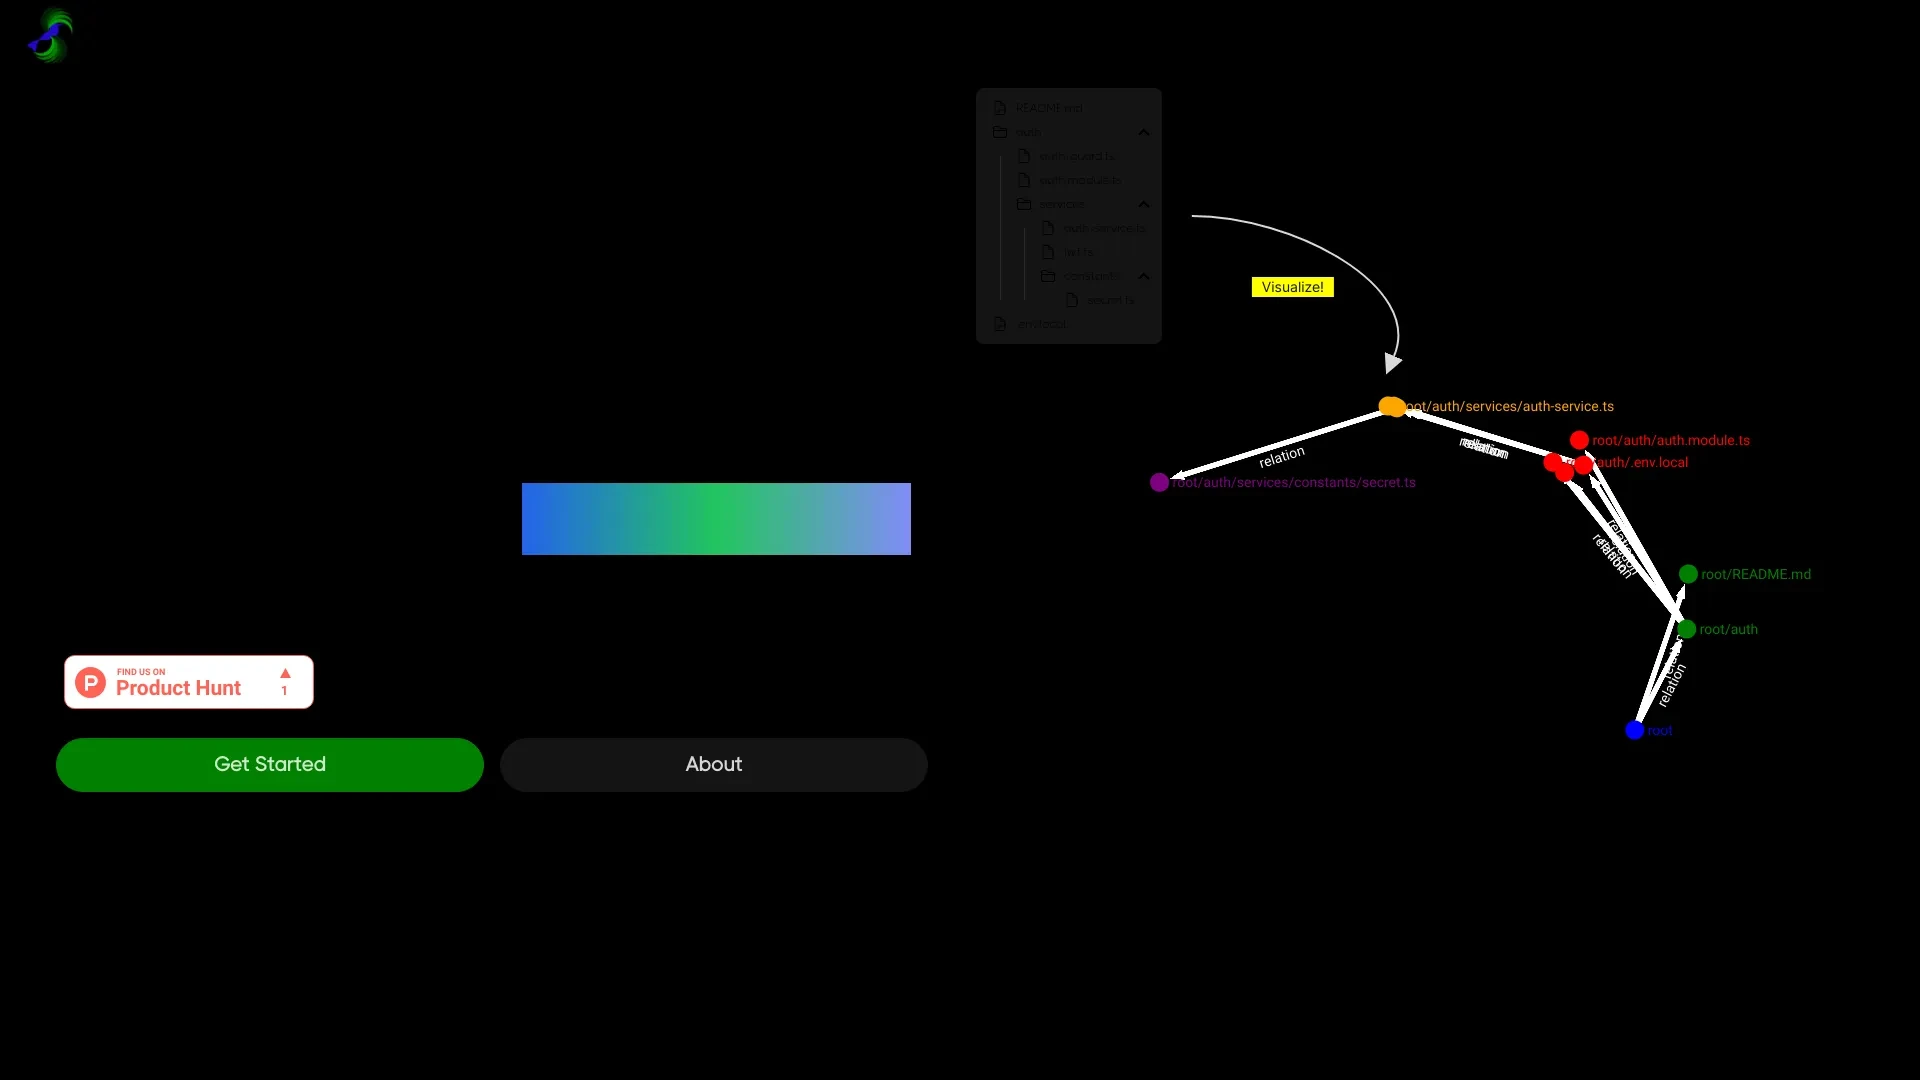 README.md
auth
auth-guard.ts
auth.module.ts
services
auth-service.ts
constants
secret.ts
.env.local
Visualize!
root/auth/services/auth-service.ts
root/auth/auth.module.ts
auth/.env.local
relation
relation
root/auth/services/constants/secret.ts
relation
relation
root/README.md
root/auth
relation
relation
root
FIND US ON
Product Hunt
1
Get Started
About